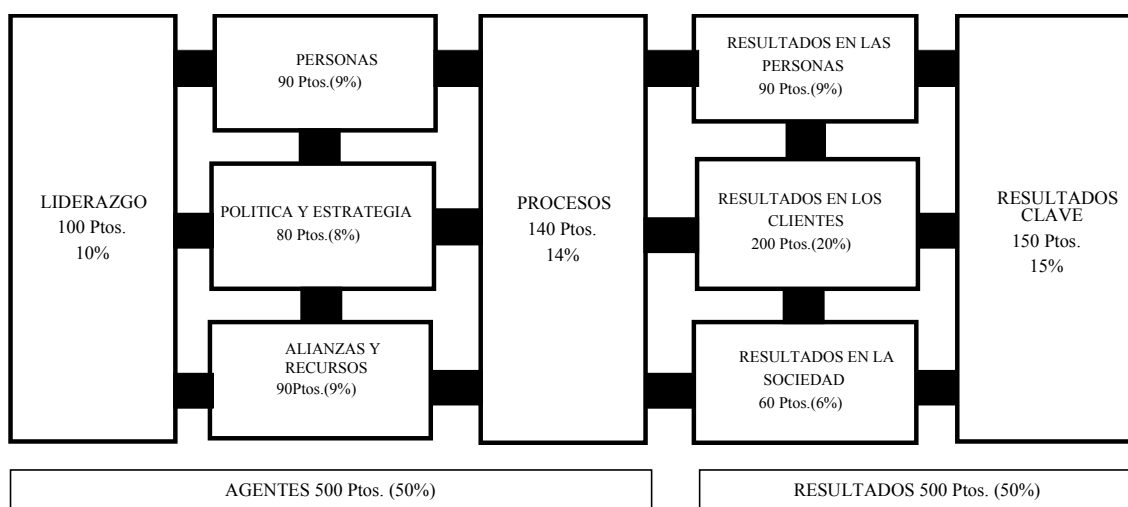 LIDERAZGO
100 Ptos.
10%
PERSONAS
90 Ptos.(9%)
POLITICA Y ESTRATEGIA
80 Ptos.(8%)
ALIANZAS Y
RECURSOS
90Ptos.(9%)
PROCESOS
140 Ptos.
14%
RESULTADOS EN LAS
PERSONAS
90 Ptos.(9%)
RESULTADOS EN LOS
CLIENTES
200 Ptos.(20%)
RESULTADOS EN LA
SOCIEDAD
60 Ptos.(6%)
RESULTADOS
CLAVE
150 Ptos.
15%
AGENTES 500 Ptos. (50%)
RESULTADOS 500 Ptos. (50%)